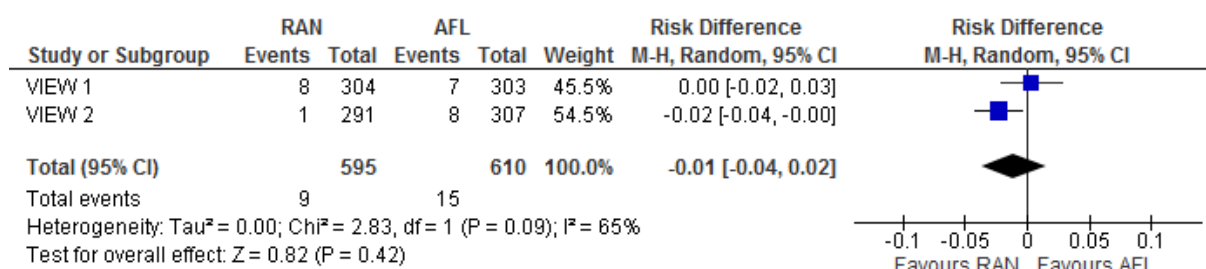 RAN AFL Risk Difference Risk Difference
Study or Subgroup Events Total Events Total Weight M-H, Random, 95% CI M-H, Random, 95% CI
VIEW 1 8 304 7 303 45.5% 0.00 [-0.02, 0.03]
VIEW 2 1 291 8 307 54.5% -0.02 [-0.04, -0.00]
Total (95% CI) 595 610 100.0% -0.01 [-0.04, 0.02]
Total events 9 15
Heterogeneity: Tau² = 0.00; Chi² = 2.83, df = 1 (P = 0.09); I² = 65%
Test for overall effect: Z = 0.82 (P = 0.42)
-0.1 -0.05 0 0.05 0.1
Favours RAN Favours AFL